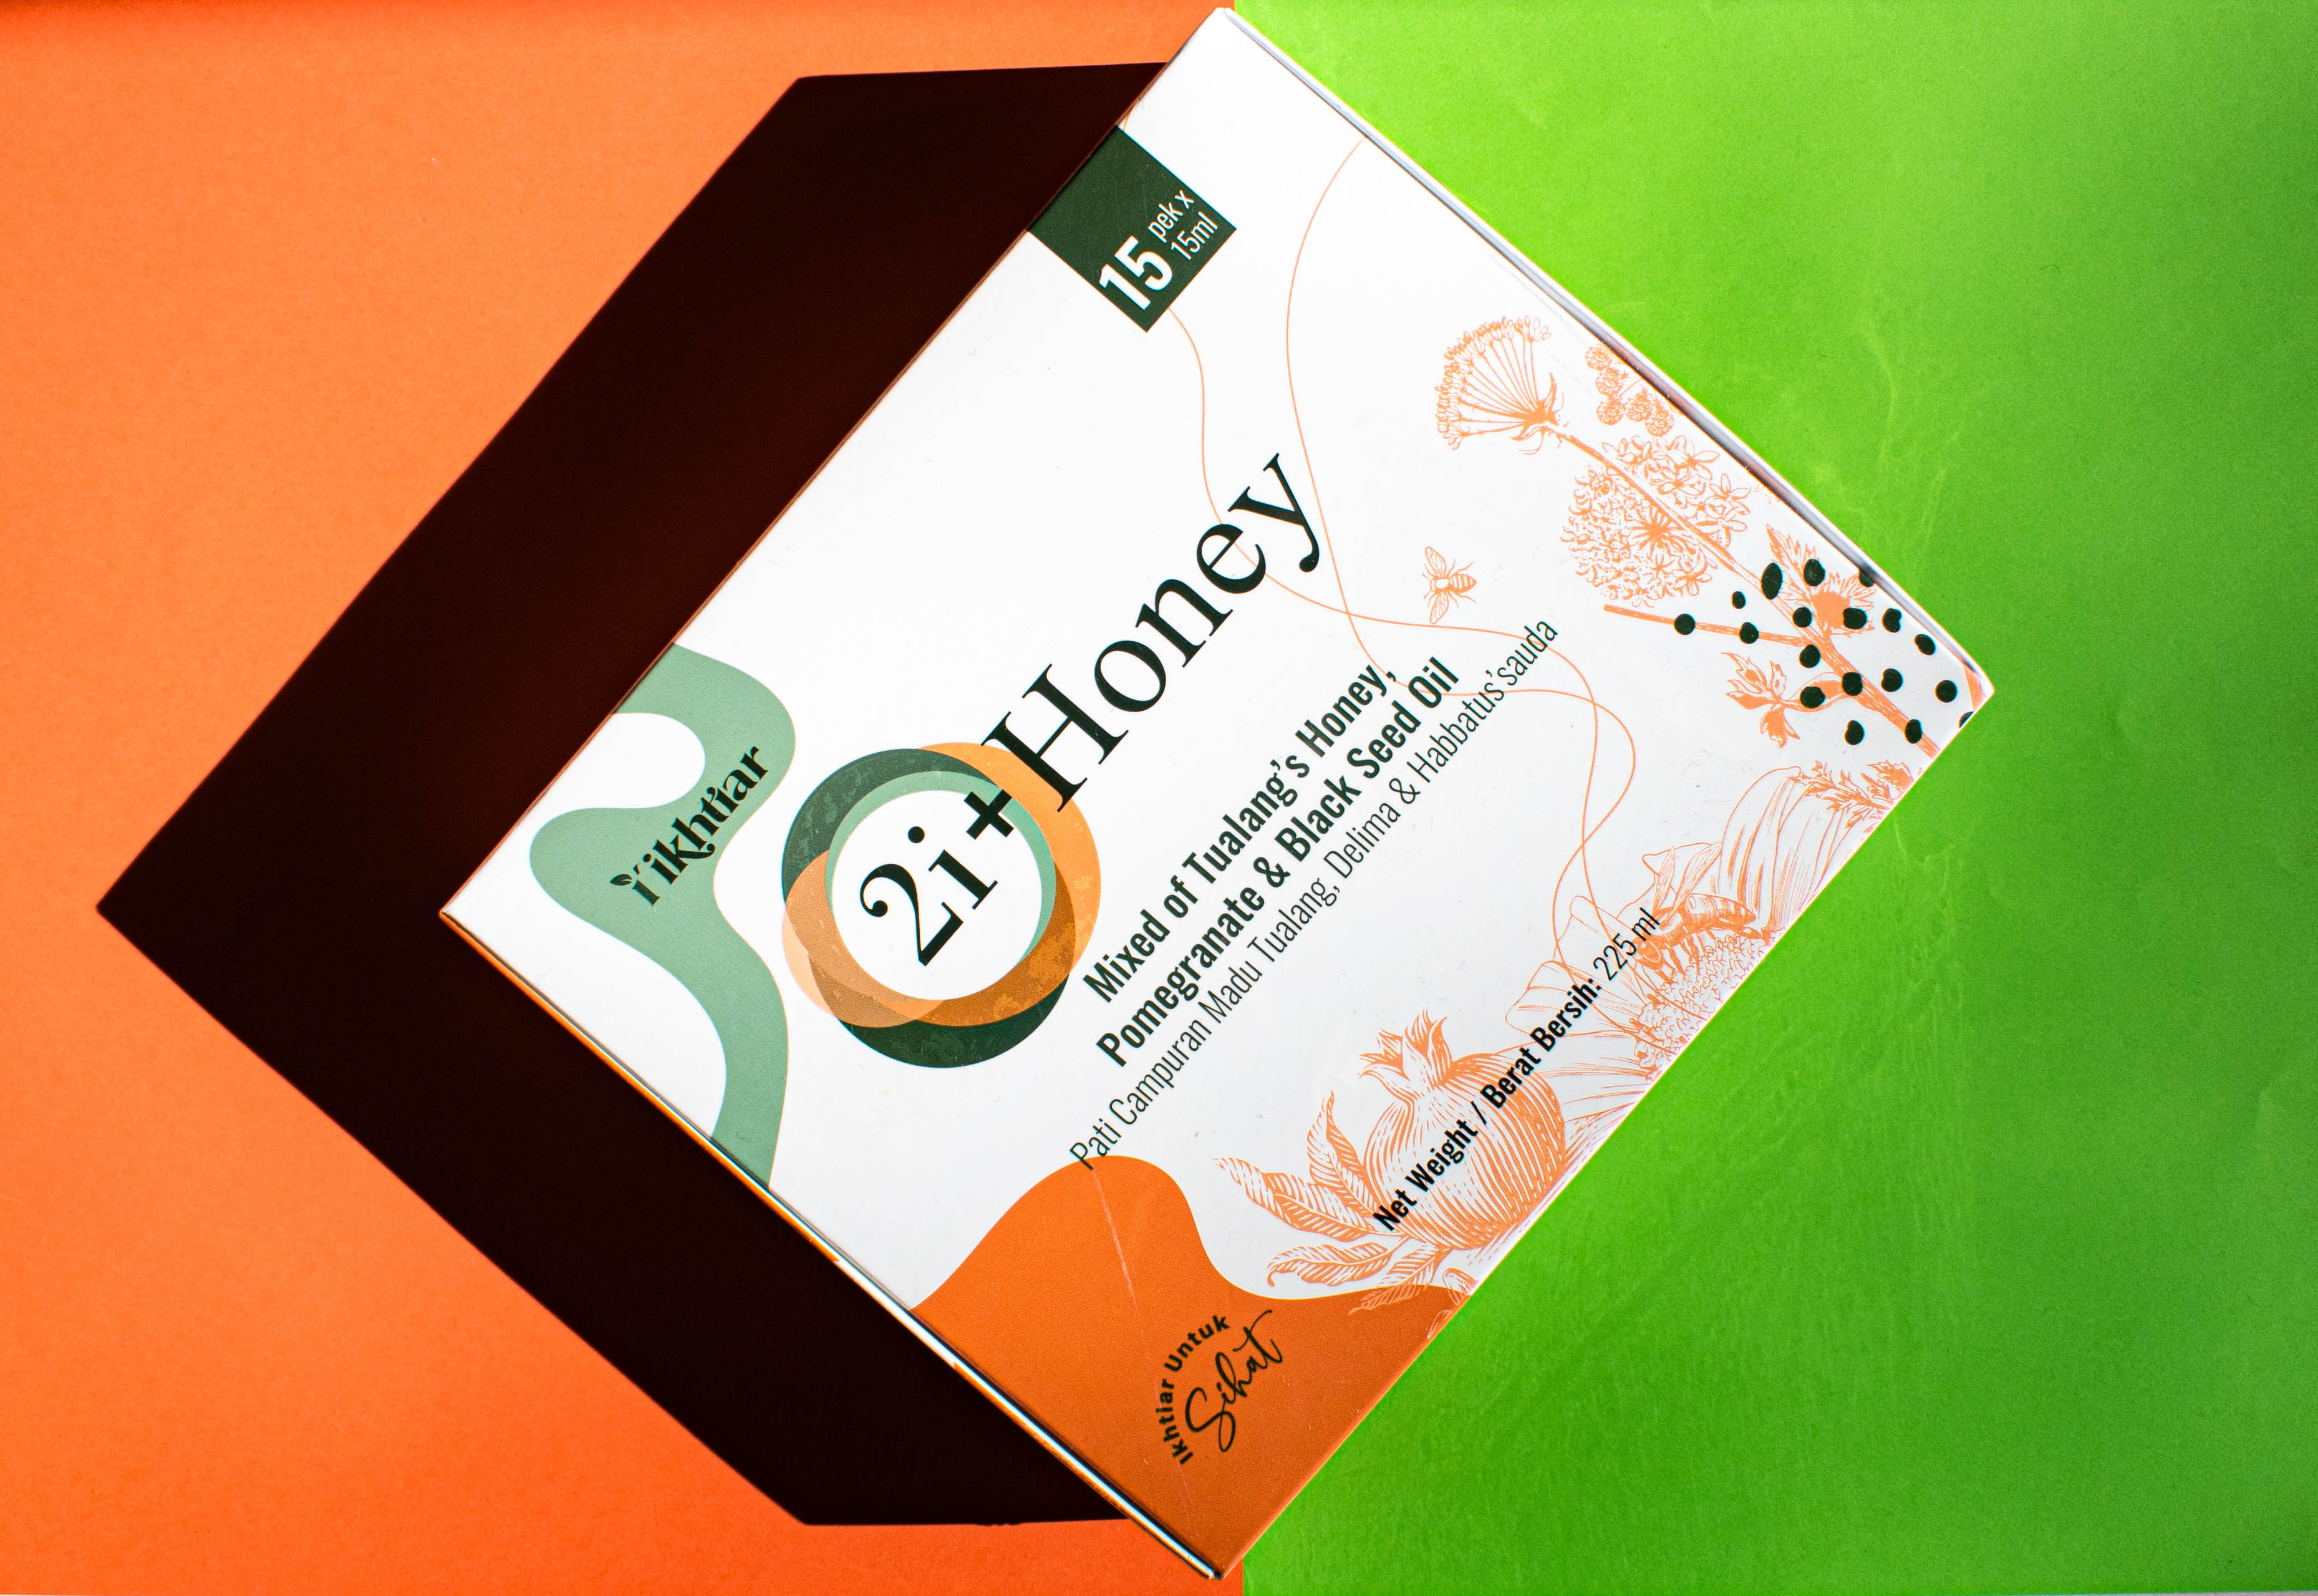 i'ikhtiar
15 pek x
15ml
2i+ Honey
Mixed of Tualang's Honey,
Pomegranate & Black Seed Oil
Pati Campuran Madu Tualang, Delima & Habbatus'sauda
Net Weight / Berat Bersih: 225 ml
Ikhtiar Untuk
Sihat